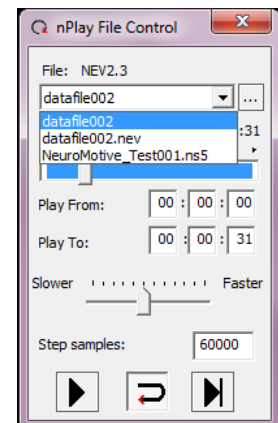 nPlay File Control
File: NEV2.3
datafile002
...
datafile002
datafile002.nev
NeuroMotive_Test001.ns5
:31
Play From: 00 : 00 : 00
Play To: 00 : 00 : 31
Slower Faster
Step samples: 60000